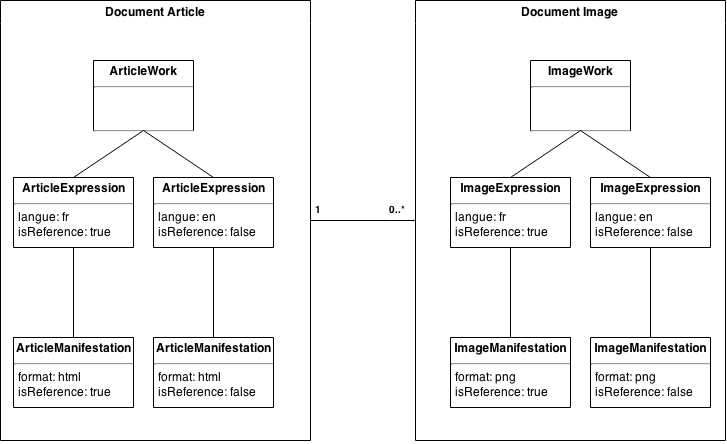 Document Article
Document Image
ArticleWork
ImageWork
ArticleExpression
langue: fr
isReference: true
ArticleExpression
langue: en
isReference: false
1
0..*
ImageExpression
langue: fr
isReference: true
ImageExpression
langue: en
isReference: false
ArticleManifestation
format: html
isReference: true
ArticleManifestation
format: html
isReference: false
ImageManifestation
format: png
isReference: true
ImageManifestation
format: png
isReference: false